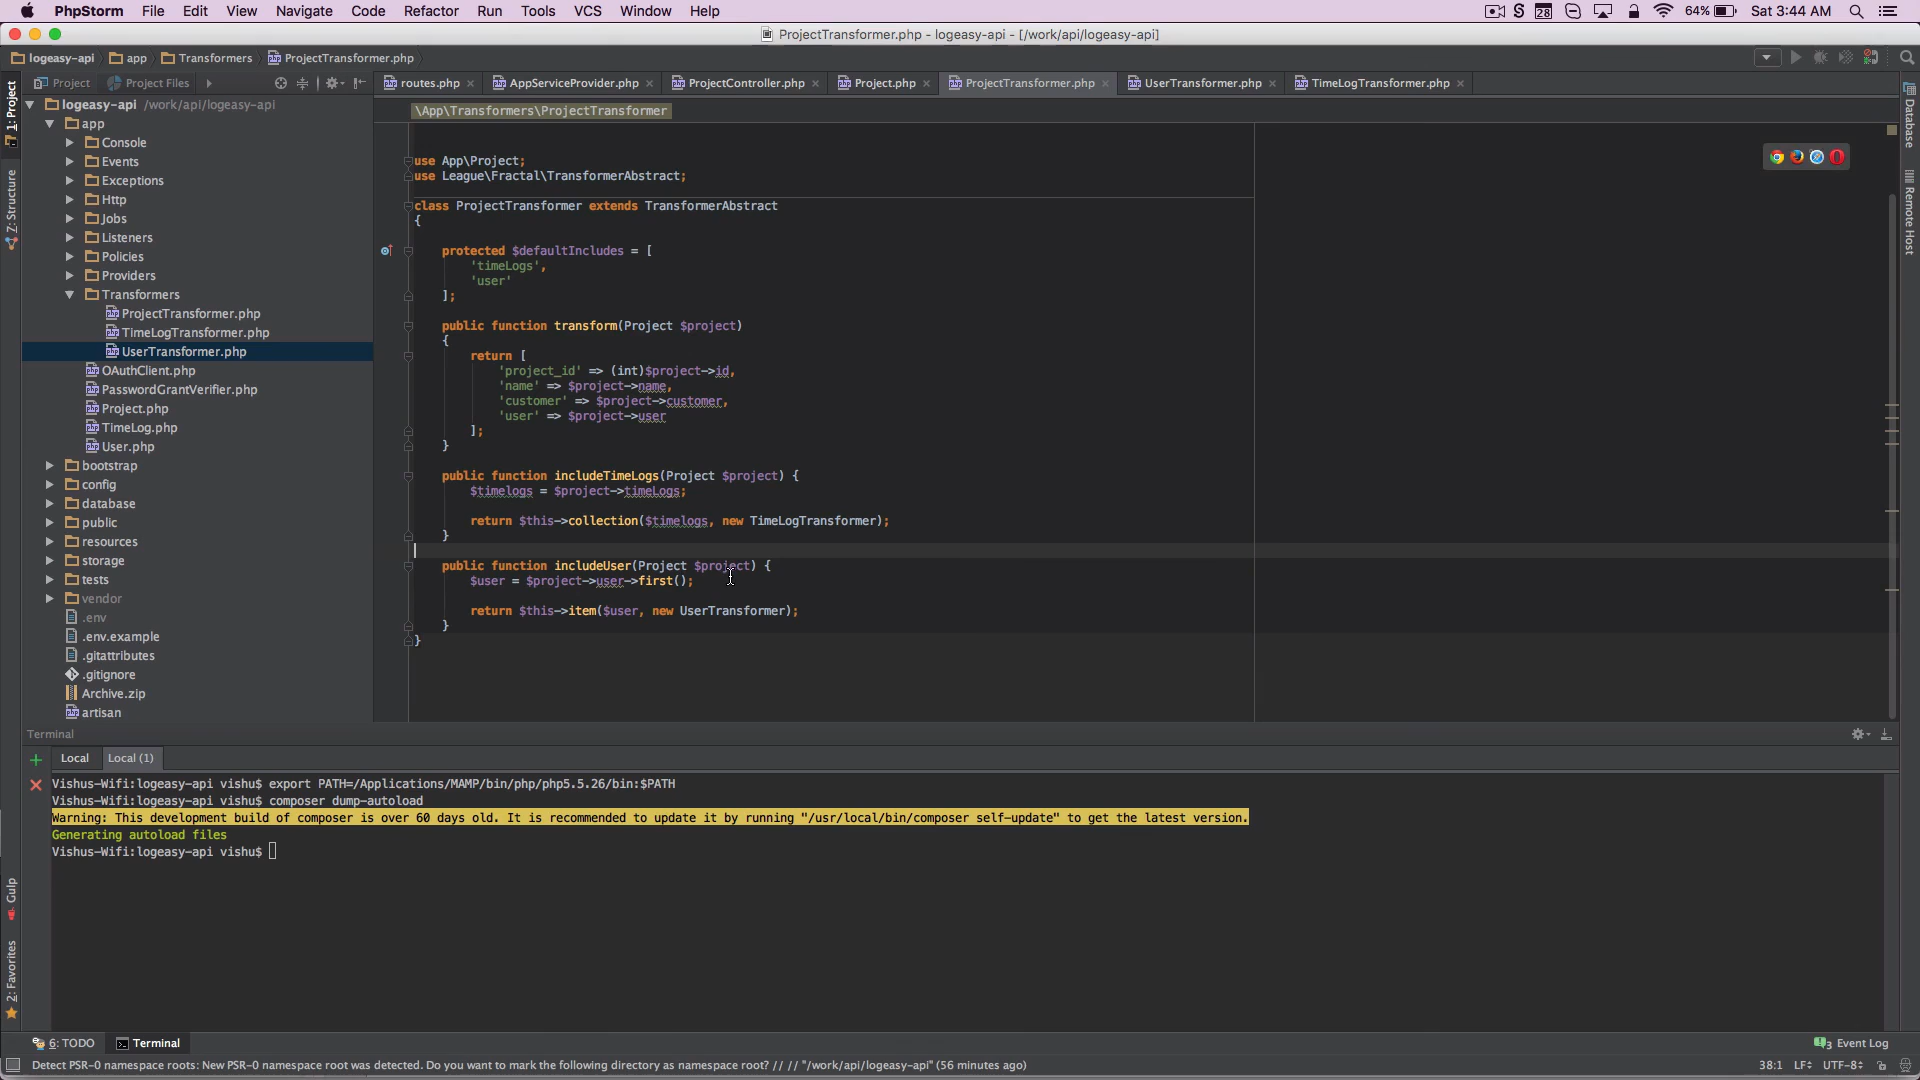 PhpStorm File Edit View Navigate Code Refactor Run Tools VCS Window Help 28 64% Sat 3:44 AM
ProjectTransformer.php - logeasy-api - [/work/api/logeasy-api]
logeasy-api app Transformers ProjectTransformer.php
Project Project Files routes.php AppServiceProvider.php ProjectController.php Project.php ProjectTransformer.php UserTransformer.php TimeLogTransformer.php
1: Project
Z: Structure
Gulp
2: Favorites
Database
Remote Host
logeasy-api /work/api/logeasy-api
app
Console
Events
Exceptions
Http
Jobs
Listeners
Policies
Providers
Transformers
ProjectTransformer.php
TimeLogTransformer.php
UserTransformer.php
OAuthClient.php
PasswordGrantVerifier.php
Project.php
TimeLog.php
User.php
bootstrap
config
database
public
resources
storage
tests
vendor
.env
.env.example
.gitattributes
.gitignore
Archive.zip
artisan
\App\Transformers\ProjectTransformer
use App\Project;
use League\Fractal\TransformerAbstract;
class ProjectTransformer extends TransformerAbstract
{
protected $defaultIncludes = [
'timeLogs',
'user'
];
public function transform(Project $project)
{
return [
'project_id' => (int)$project->id,
'name' => $project->name,
'customer' => $project->customer,
'user' => $project->user
];
}
public function includeTimeLogs(Project $project) {
$timelogs = $project->timeLogs;
return $this->collection($timelogs, new TimeLogTransformer);
}
public function includeUser(Project $project) {
$user = $project->user->first();
return $this->item($user, new UserTransformer);
}
}
Terminal
Local Local (1)
Vishus-Wifi:logeasy-api vishu$ export PATH=/Applications/MAMP/bin/php/php5.5.26/bin:$PATH
Vishus-Wifi:logeasy-api vishu$ composer dump-autoload
Warning: This development build of composer is over 60 days old. It is recommended to update it by running "/usr/local/bin/composer self-update" to get the latest version.
Generating autoload files
Vishus-Wifi:logeasy-api vishu$
6: TODO Terminal 3 Event Log
Detect PSR-0 namespace roots: New PSR-0 namespace root was detected. Do you want to mark the following directory as namespace root? // // "/work/api/logeasy-api" (56 minutes ago) 38:1 LF UTF-8